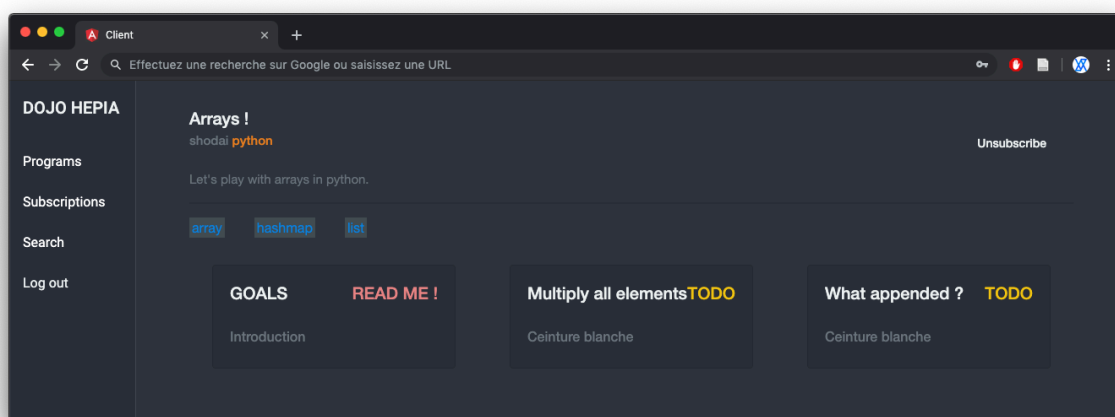 Client
Effectuez une recherche sur Google ou saisissez une URL
DOJO HEPIA
Programs
Subscriptions
Search
Log out
Arrays !
shodai python
Unsubscribe
Let's play with arrays in python.
array hashmap list
GOALS READ ME !
Introduction
Multiply all elements TODO
Ceinture blanche
What appended ? TODO
Ceinture blanche